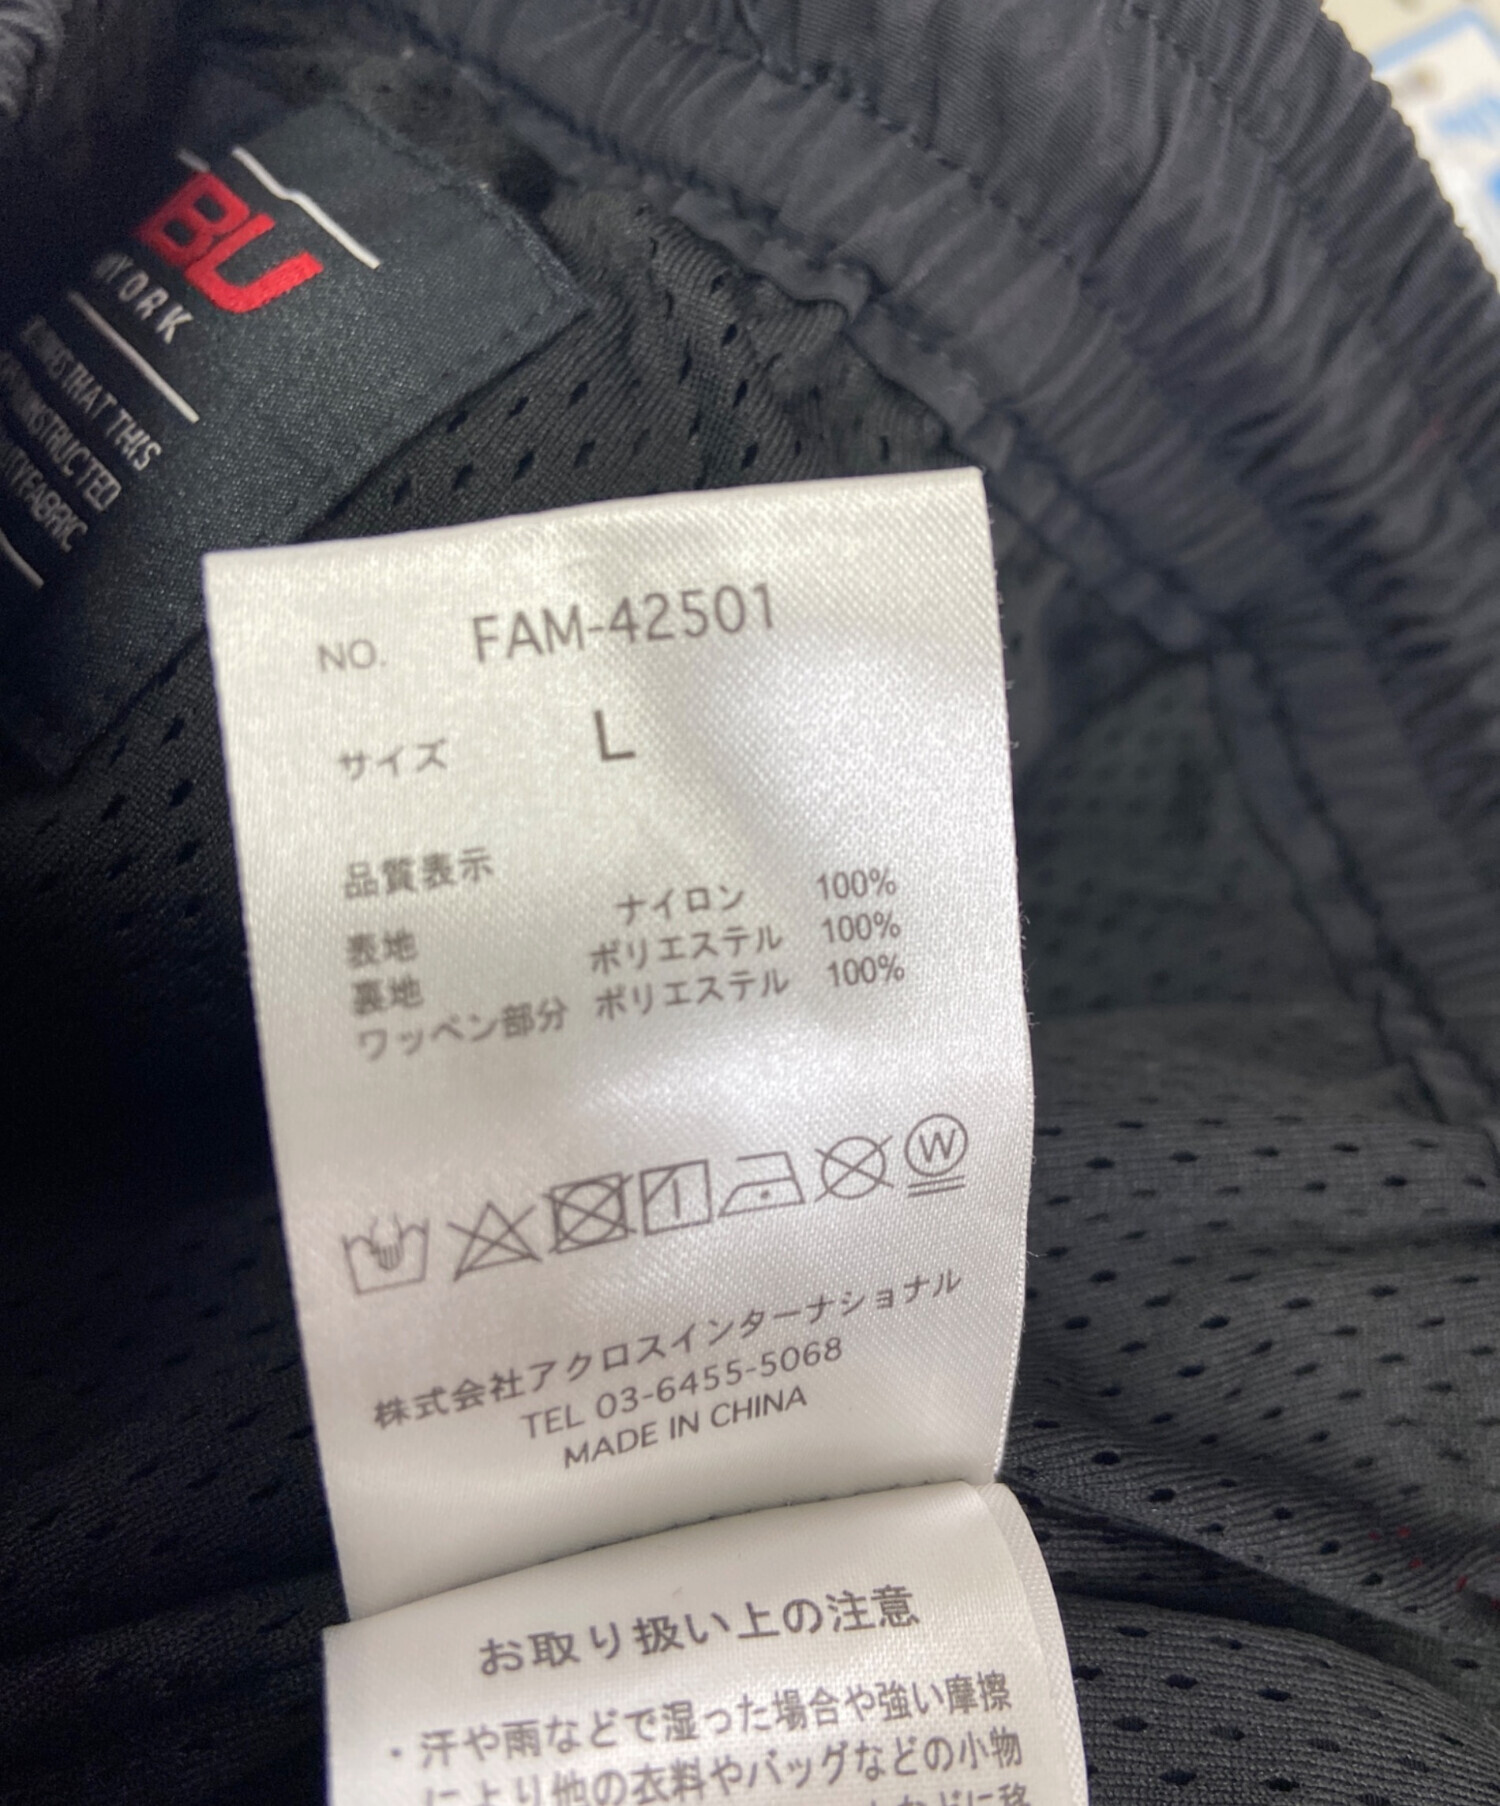 BU
YORK
THAT THIS
NO. FAM-42501
サイズ L
品質表示
表地 ナイロン 100%
裏地 ポリエステル 100%
ワッペン部分 ポリエステル 100%
W
株式会社アクロスインターナショナル
TEL 03-6455-5068
MADE IN CHINA
お取り扱い上の注意
・汗や雨などで湿った場合や強い摩擦
により他の衣料やバッグなどの小物